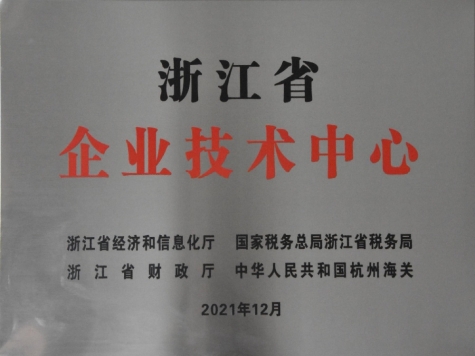 浙江省
企业技术中心
浙江省经济和信息化厅 国家税务总局浙江省税务局
浙江省财政厅 中华人民共和国杭州海关
2021年12月